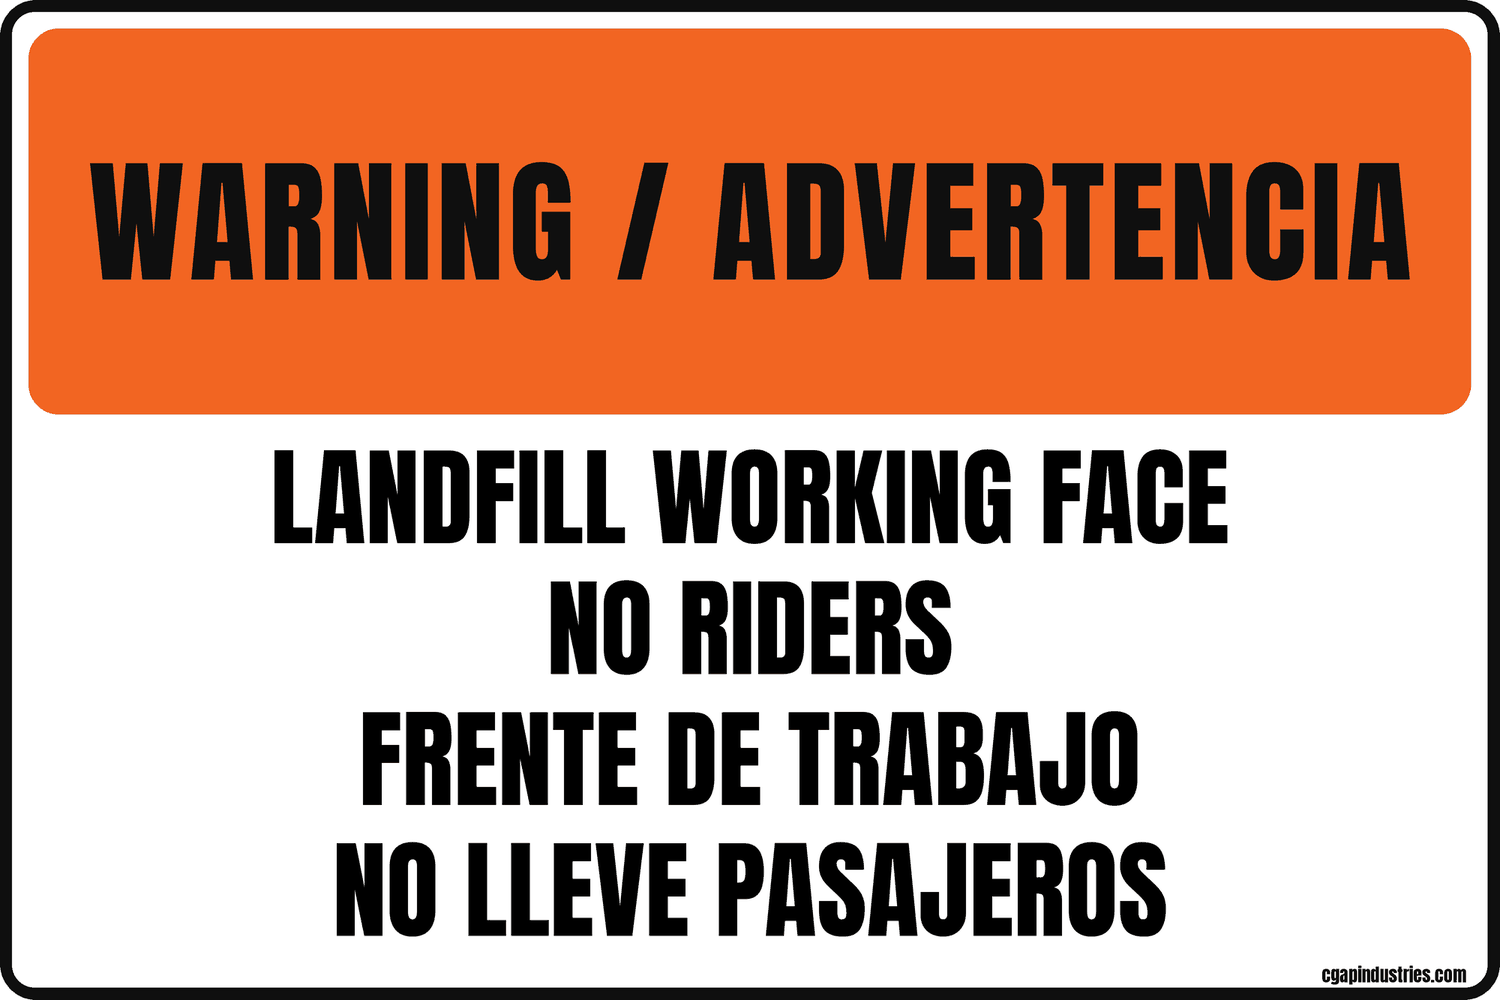 WARNING / ADVERTENCIA
LANDFILL WORKING FACE
NO RIDERS
FRENTE DE TRABAJO
NO LLEVE PASAJEROS
cgapindustries.com